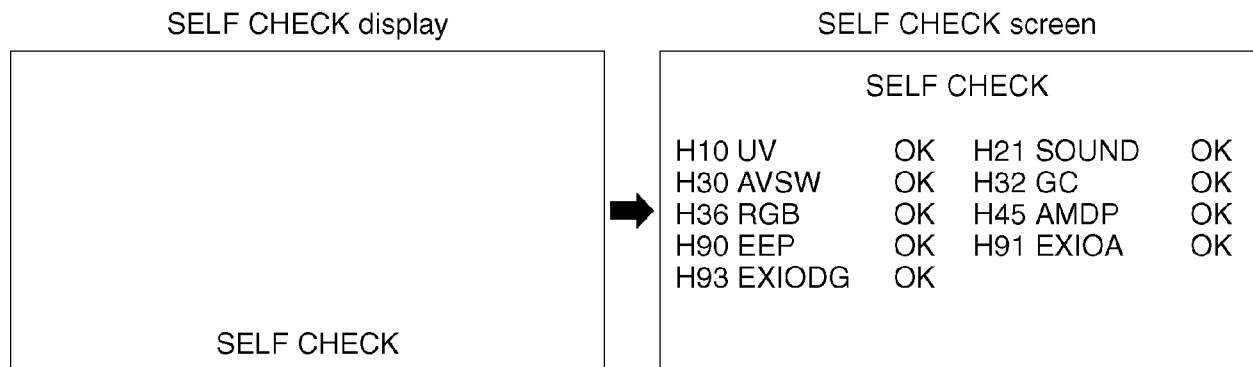 SELF CHECK display
SELF CHECK
SELF CHECK screen
SELF CHECK
H10 UV OK H21 SOUND OK
H30 AVSW OK H32 GC OK
H36 RGB OK H45 AMDP OK
H90 EEP OK H91 EXIOA OK
H93 EXIODG OK